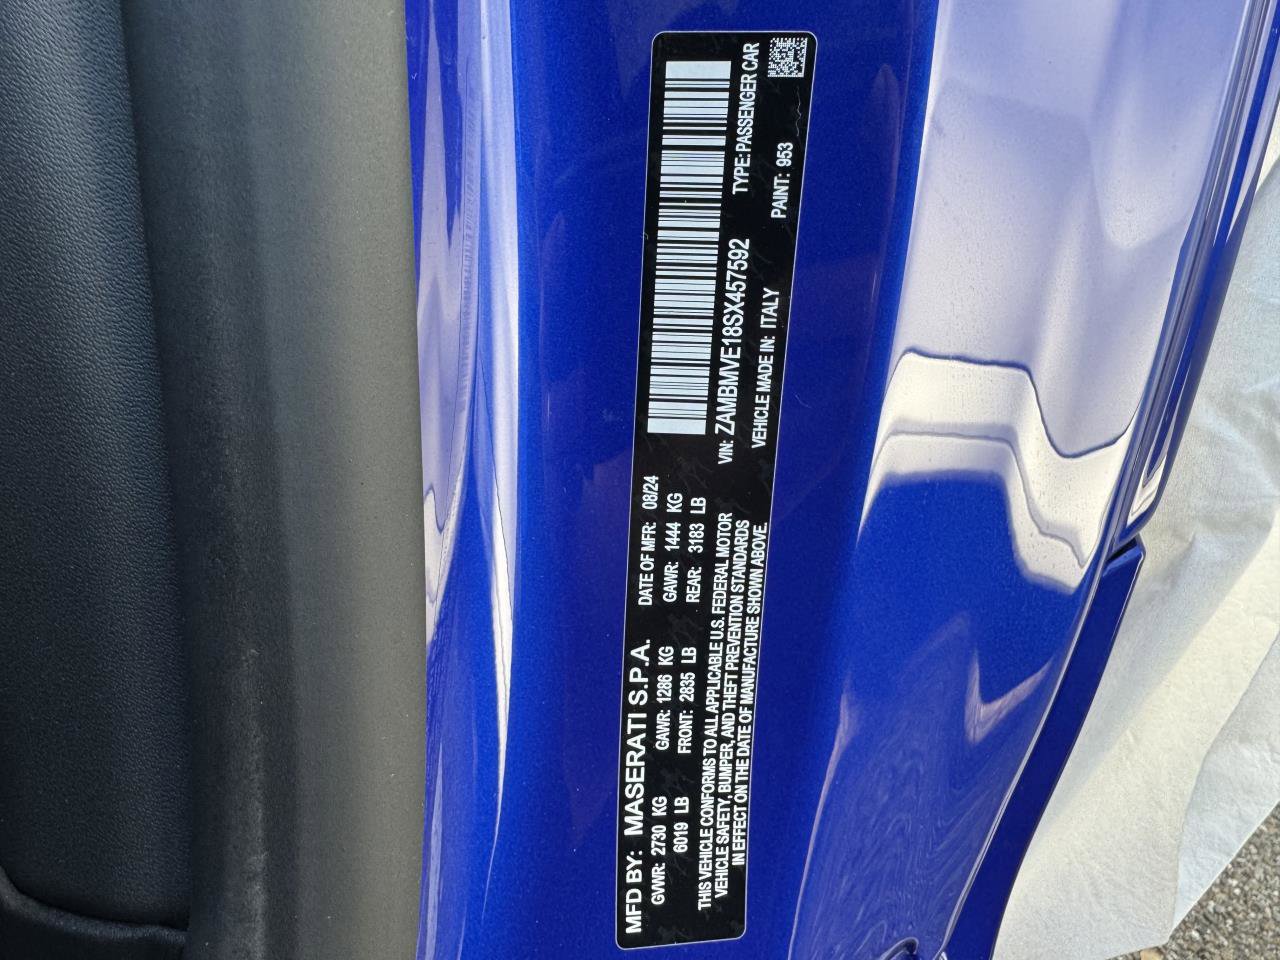 MFD BY: MASERATI S.P.A. DATE OF MFR: 08/24
GVWR: 2730 KG GAWR: 1286 KG GAWR: 1444 KG
6019 LB FRONT: 2835 LB REAR: 3183 LB
THIS VEHICLE CONFORMS TO ALL APPLICABLE U.S. FEDERAL MOTOR
VEHICLE SAFETY, BUMPER, AND THEFT PREVENTION STANDARDS
IN EFFECT ON THE DATE OF MANUFACTURE SHOWN ABOVE.
VIN: ZAMBMVE18SX457592 TYPE: PASSENGER CAR
VEHICLE MADE IN: ITALY PAINT: 953